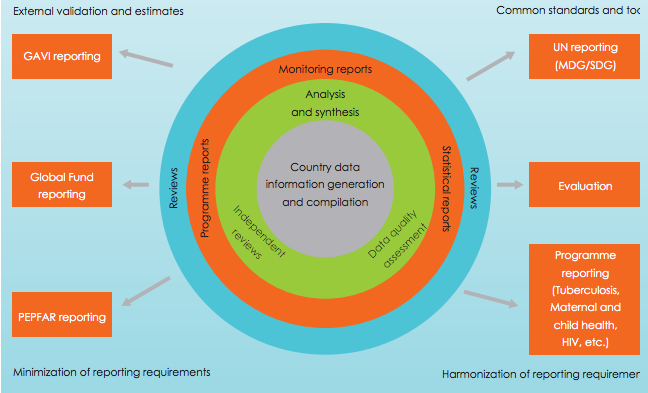 External validation and estimates
Common standards and
GAVI reporting
UN reporting
(MDG/SDG)
Monitoring reports
Analysis
and synthesis
Programme reports
Statistical reports
Reviews
Reviews
Country data
information generation
and compilation
Global Fund
reporting
Evaluation
Independent
reviews
Data quality
assessment
Programme
reporting
(Tuberculosis,
Maternal and
child health,
HIV, etc.)
PEPFAR reporting
Minimization of reporting requirements
Harmonization of reporting